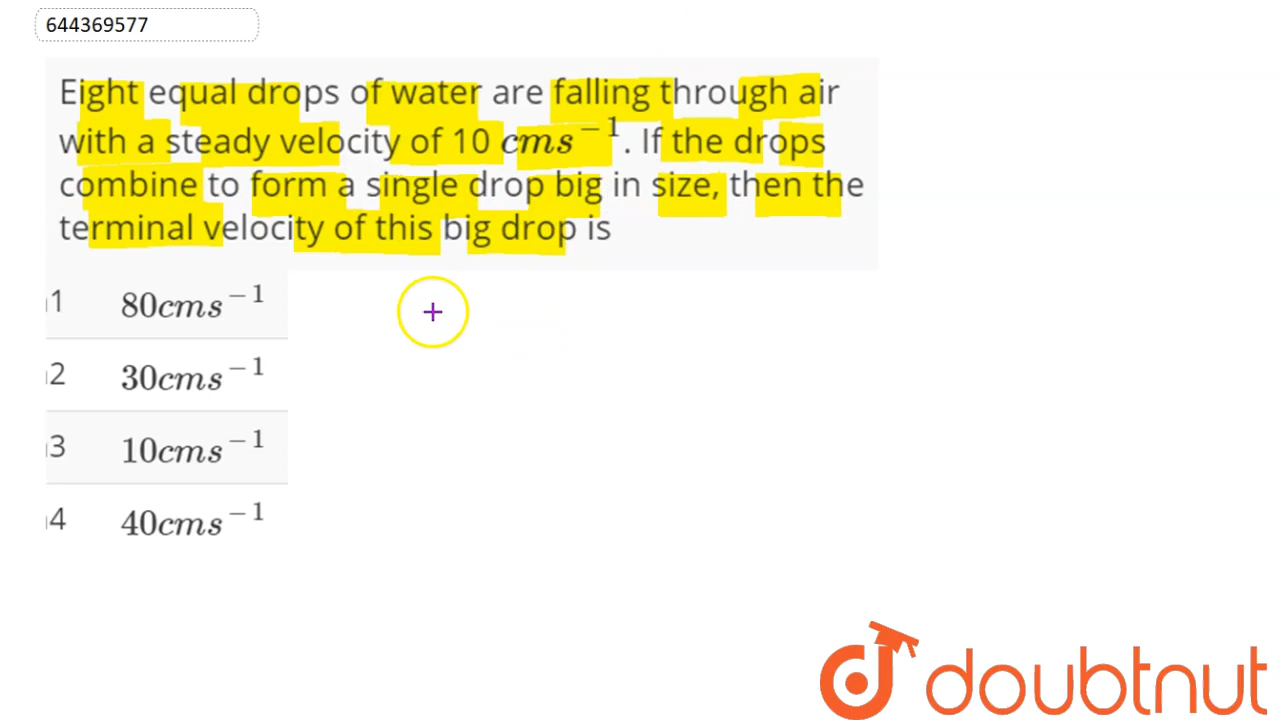 644369577
Eight equal drops of water are falling through air
with a steady velocity of 10 cms⁻¹. If the drops
combine to form a single drop big in size, then the
terminal velocity of this big drop is
1 80cms⁻¹
2 30cms⁻¹
3 10cms⁻¹
4 40cms⁻¹
doubtnut